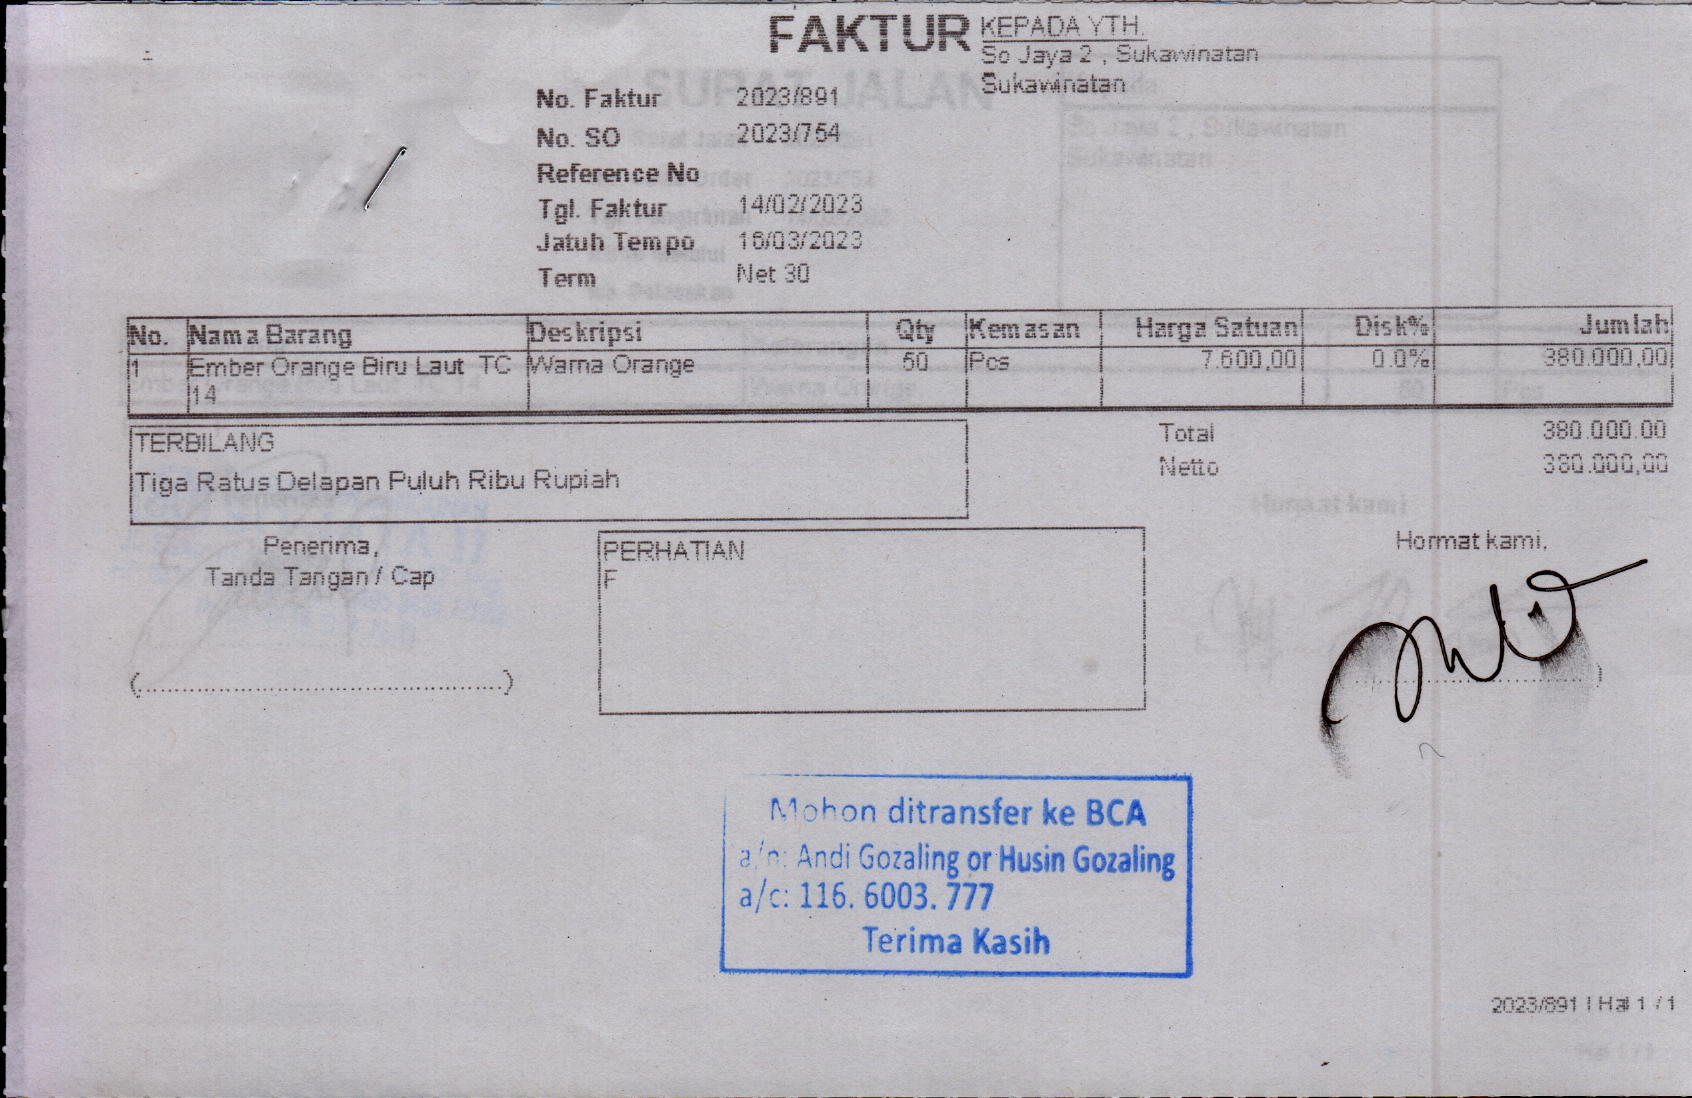 FAKTUR
KEPADA YTH.
So Jaya 2 , Sukawinatan
Sukawinatan
No. Faktur 2023/891
No. SO 2023/754
Reference No
Tgl. Faktur 14/02/2023
Jatuh Tempo 16/03/2023
Term Net 30
No. Nama Barang Deskripsi Qty Kemasan Harga Satuan Disk% Jumlah
1 Ember Orange Biru Laut TC Warna Orange 50 Pcs 7.600,00 0.0% 380.000,00
14
TERBILANG
Tiga Ratus Delapan Puluh Ribu Rupiah
Total 380.000.00
Netto 380.000,00
Penerima,
Tanda Tangan / Cap
(..............................................)
PERHATIAN
F
Hormat kami,
Mohon ditransfer ke BCA
a/n: Andi Gozaling or Husin Gozaling
a/c: 116. 6003. 777
Terima Kasih
2023/891 | Hal 1 / 1